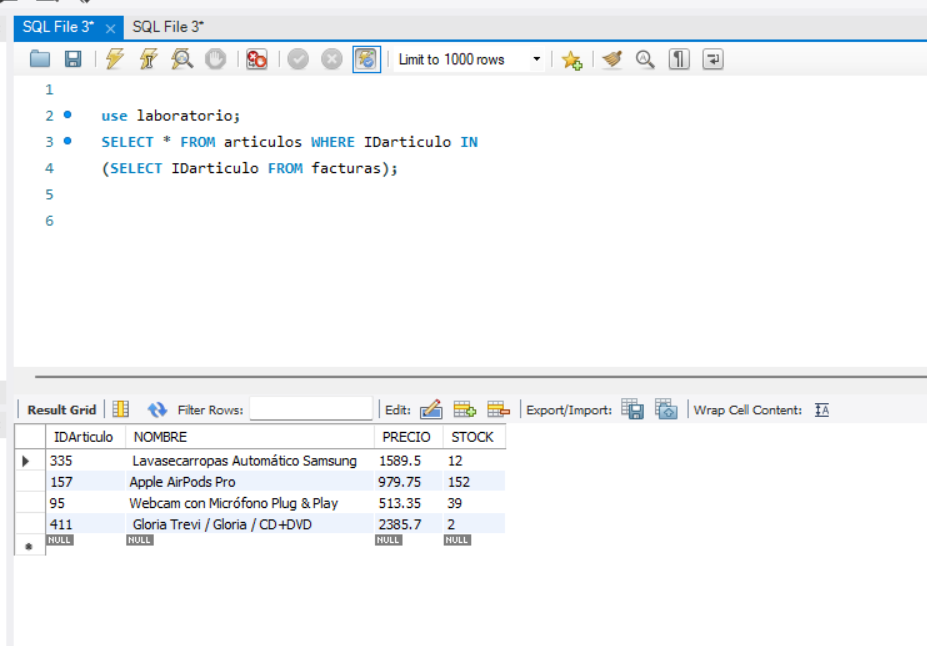 SQL File 3* × SQL File 3*
Limit to 1000 rows
1
2 use laboratorio;
3 SELECT * FROM articulos WHERE IDarticulo IN
4 (SELECT IDarticulo FROM facturas);
5
6
Result Grid Filter Rows: Edit: Export/Import: Wrap Cell Content: IA
IDArticulo NOMBRE PRECIO STOCK
335 Lavasecarropas Automático Samsung 1589.5 12
157 Apple AirPods Pro 979.75 152
95 Webcam con Micrófono Plug & Play 513.35 39
411 Gloria Trevi / Gloria / CD+DVD 2385.7 2
NULL NULL NULL NULL